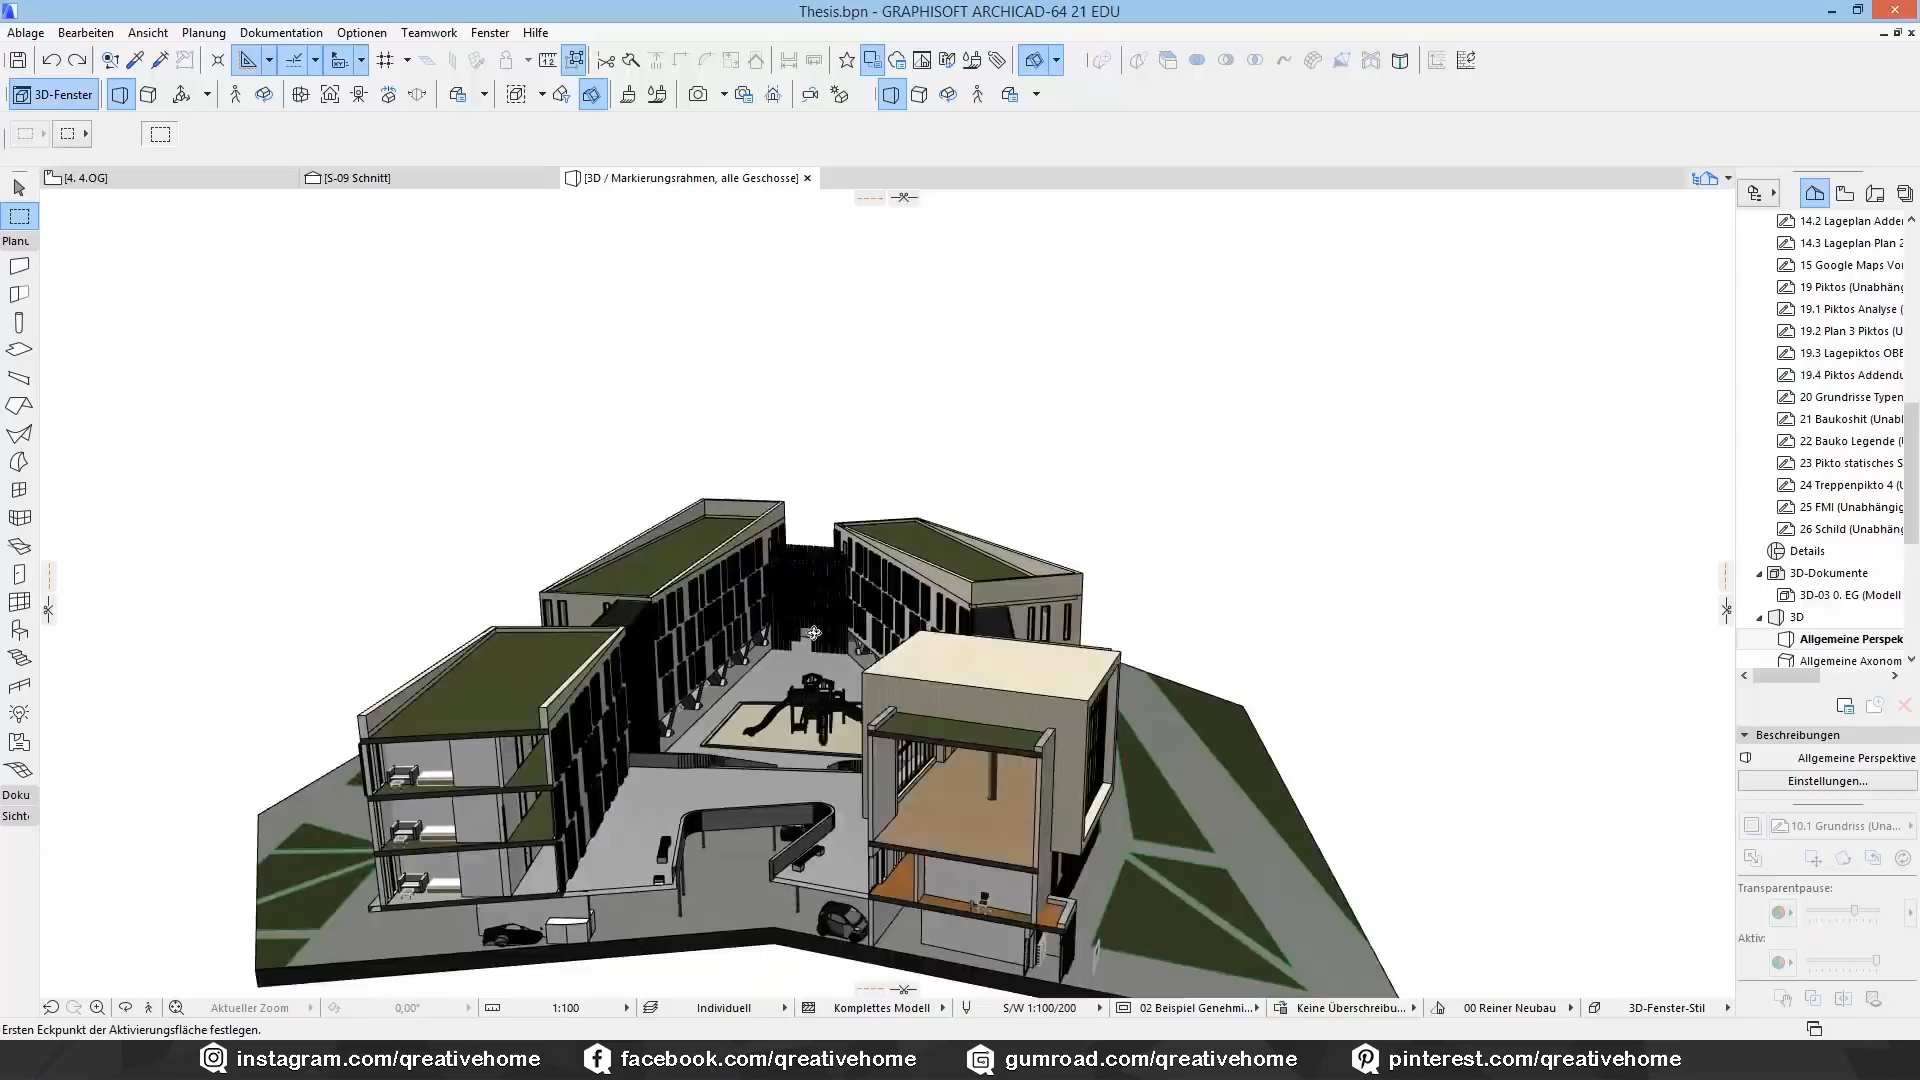 Thesis.bpn - GRAPHISOFT ARCHICAD-64 21 EDU
Ablage Bearbeiten Ansicht Planung Dokumentation Optionen Teamwork Fenster Hilfe
3D-Fenster
[4. 4.OG]
[S-09 Schnitt]
[3D / Markierungsrahmen, alle Geschosse]
Planu
Doku
Sichte
14.2 Lageplan Adde
14.3 Lageplan Plan 2
15 Google Maps Vo
19 Piktos (Unabhäng
19.1 Piktos Analyse (
19.2 Plan 3 Piktos (U
19.3 Lagepiktos OBE
19.4 Piktos Addendu
20 Grundrisse Typen
21 Baukoshit (Unabl
22 Bauko Legende (
23 Pikto statisches S
24 Treppenpikto 4 (U
25 FMI (Unabhängig
26 Schild (Unabhäng
Details
3D-Dokumente
3D-03 0. EG (Modell
3D
Allgemeine Perspek
Allgemeine Axonom
Beschreibungen
Allgemeine Perspektive
Einstellungen...
10.1 Grundriss (Una...
Transparentpause:
Aktiv:
Aktueller Zoom
0,00°
1:100
Individuell
Komplettes Modell
S/W 1:100/200
02 Beispiel Genehmi...
Keine Überschreibu...
00 Reiner Neubau
3D-Fenster-Stil
Ersten Eckpunkt der Aktivierungsfläche festlegen.
instagram.com/qreativehome
facebook.com/qreativehome
gumroad.com/qreativehome
pinterest.com/qreativehome